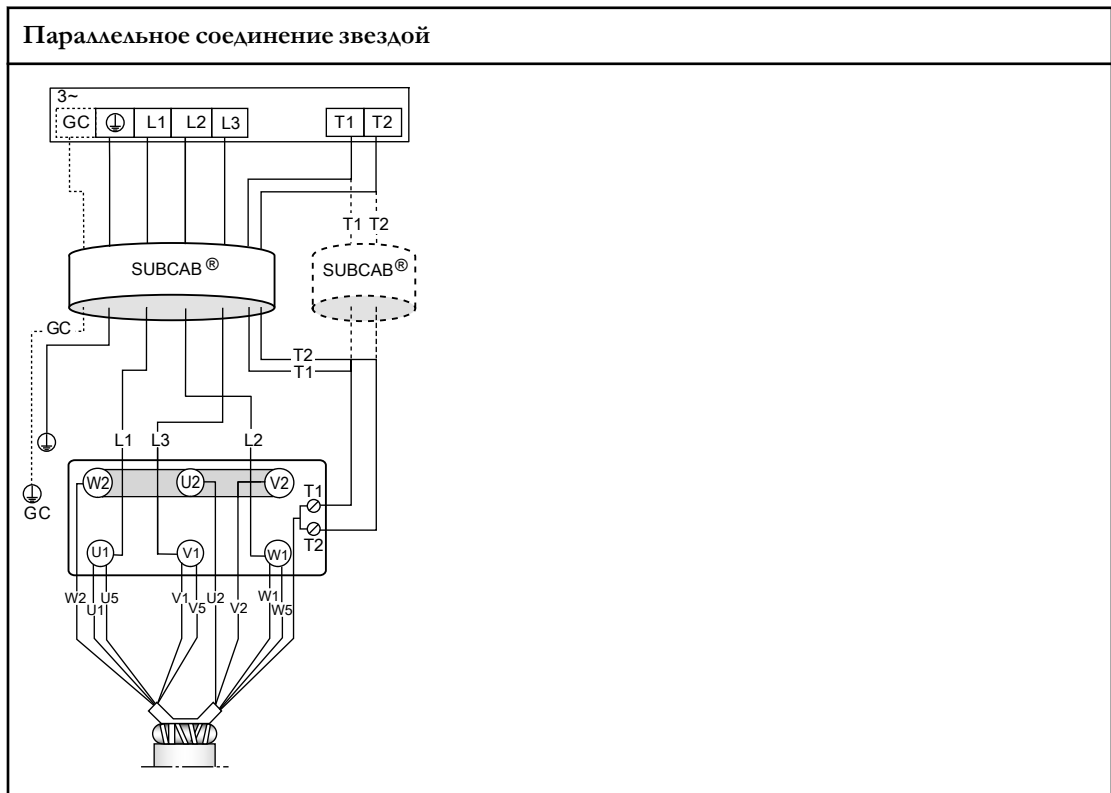 Параллельное соединение звездой
3~
GC L1 L2 L3 T1 T2
T1 T2
SUBCAB® SUBCAB®
GC
T2
T1
L1 L3 L2
W2 U2 V2
T1
GC
T2
U1 V1 W1
W2 U5 V1 U2 W1
U1 V5 V2 W5